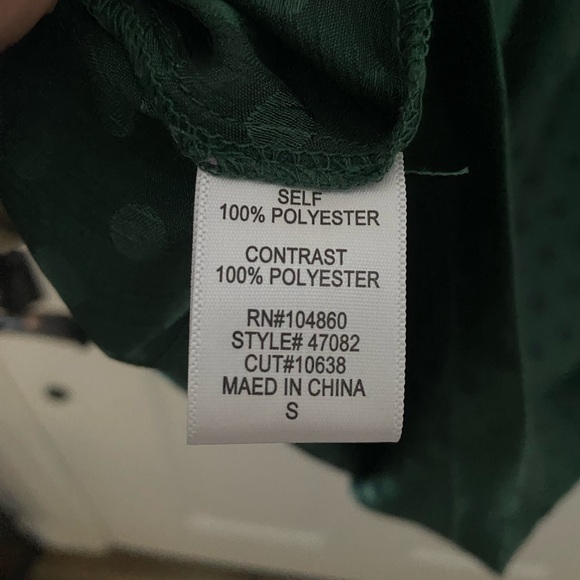 SELF
100% POLYESTER
CONTRAST
100% POLYESTER
RN#104860
STYLE# 47082
CUT#10638
MAED IN CHINA
S